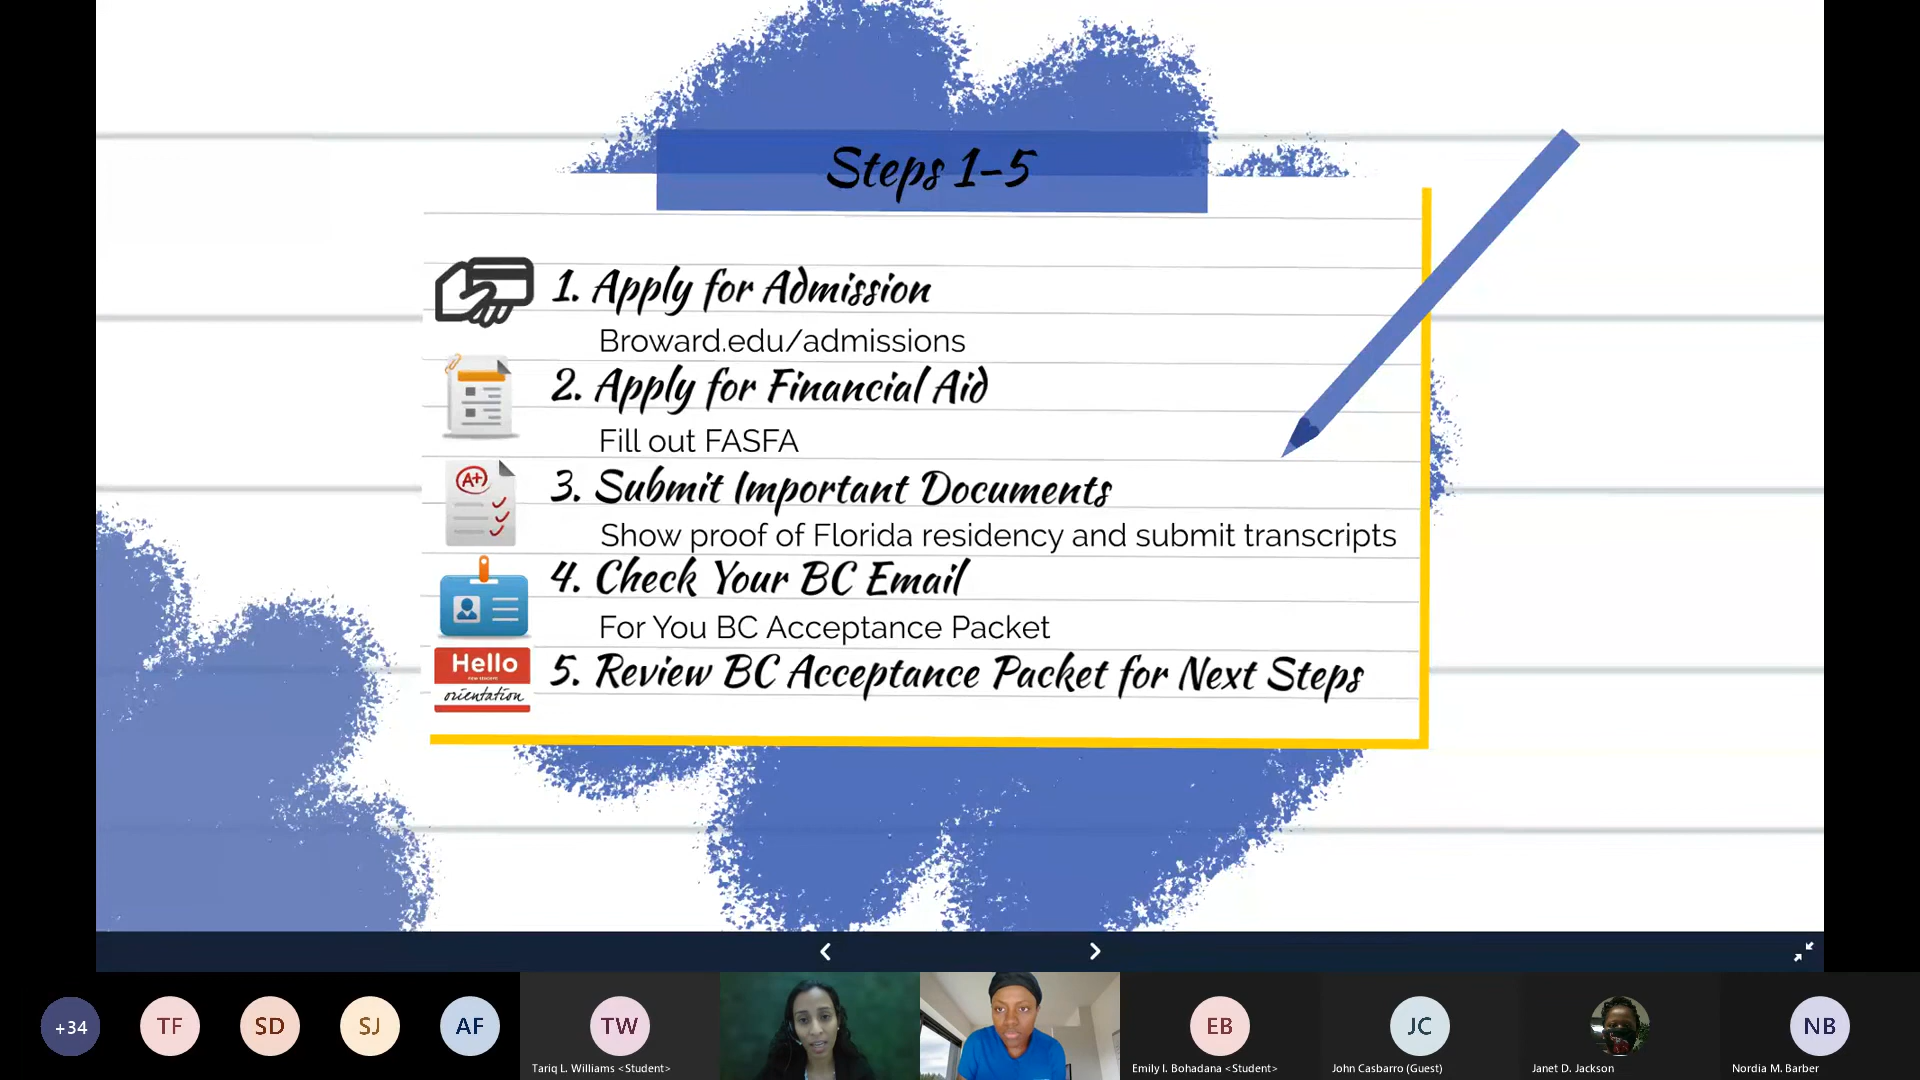 Steps 1-5
1. Apply for Admission
Broward.edu/admissions
2. Apply for Financial Aid
Fill out FASFA
A+
3. Submit Important Documents
Show proof of Florida residency and submit transcripts
4. Check Your BC Email
For You BC Acceptance Packet
Hello
orientation
5. Review BC Acceptance Packet for Next Steps
+34
TF
SD
SJ
AF
TW
Tariq L. Williams <Student>
EB
Emily I. Bohadana <Student>
JC
John Casbarro (Guest)
Janet D. Jackson
NB
Nordia M. Barber